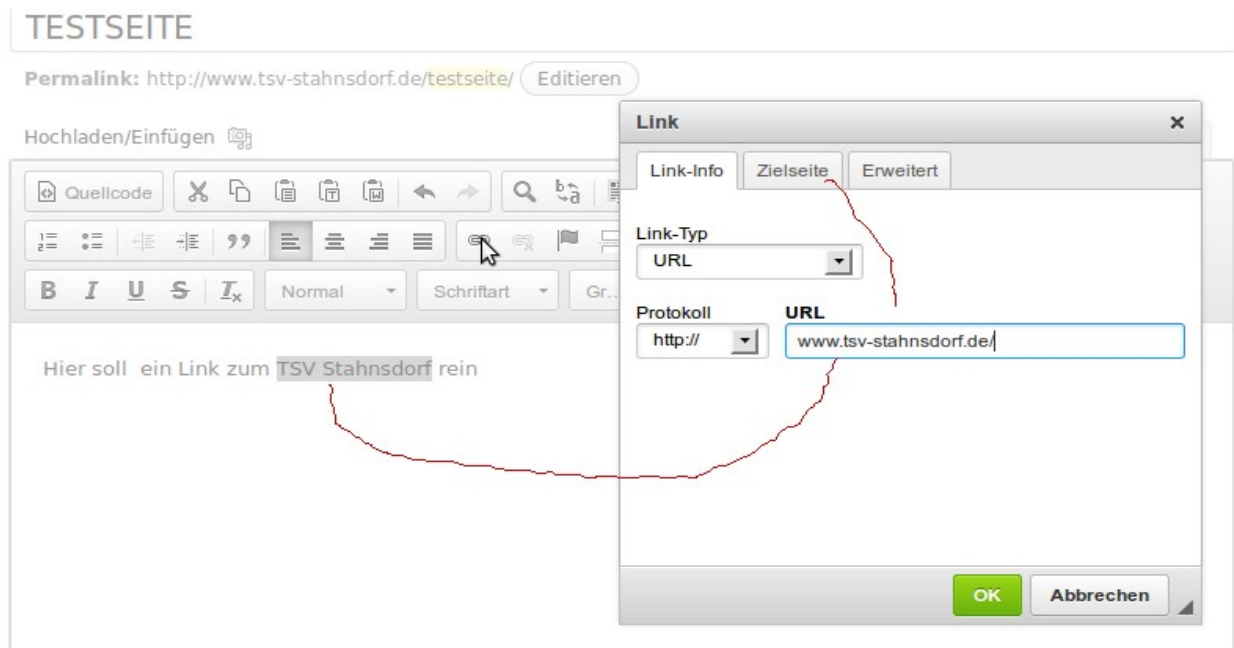 TESTSEITE
Permalink: http://www.tsv-stahnsdorf.de/testseite/ Editieren
Hochladen/Einfügen
Quellcode
B I U S Tx Normal Schriftart Gr...
Hier soll  ein Link zum TSV Stahnsdorf rein
Link
Link-Info Zielseite Erweitert
Link-Typ
URL
Protokoll URL
http:// www.tsv-stahnsdorf.de/
OK Abbrechen